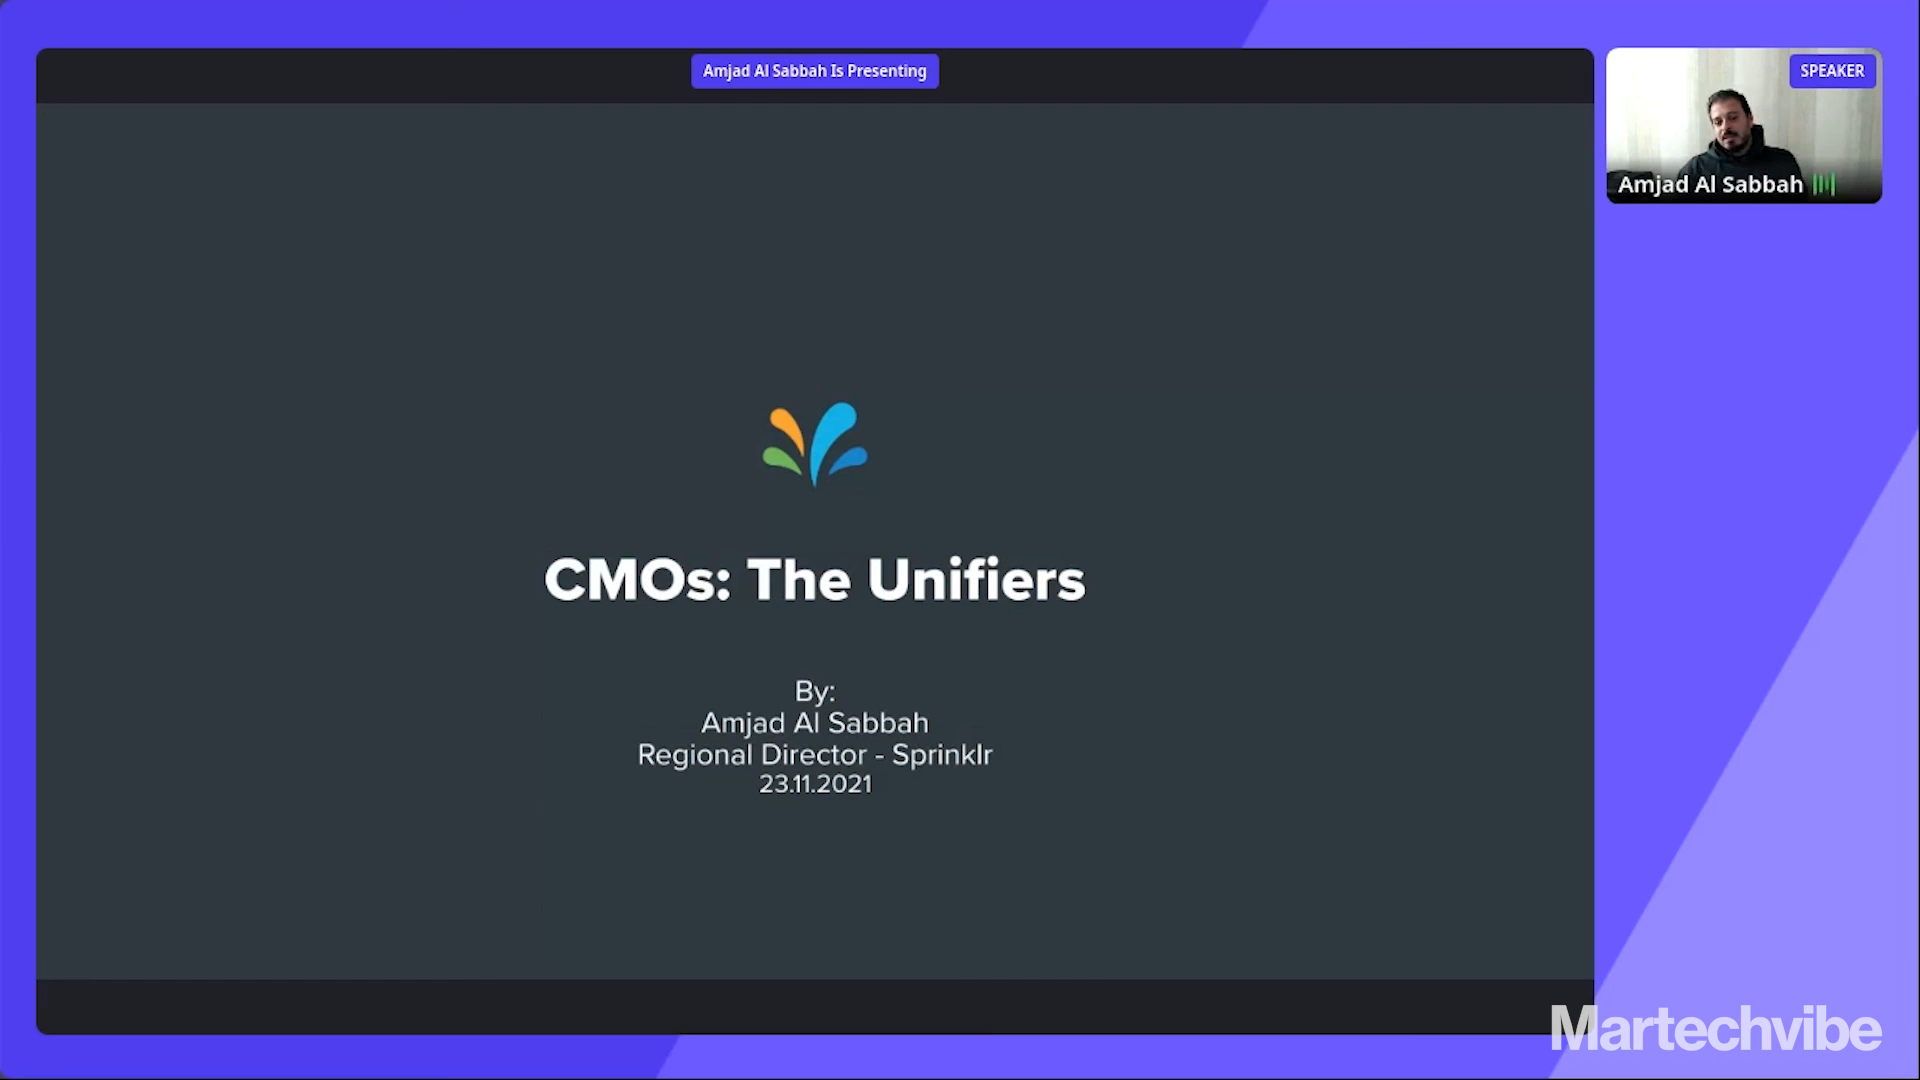 Amjad Al Sabbah Is Presenting
SPEAKER
Amjad Al Sabbah
CMOs: The Unifiers
By:
Amjad Al Sabbah
Regional Director - Sprinklr
23.11.2021
Martechvibe